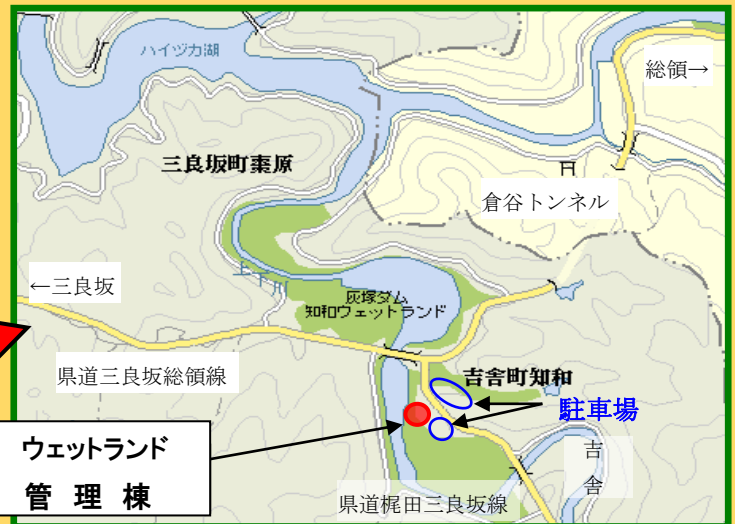 ハイヅカ湖
総領→
三良坂町棗原
倉谷トンネル
上下川
←三良坂
灰塚ダム
知和ウェットランド
県道三良坂総領線
吉舎町知和
駐車場
ウェットランド
管理棟
吉
舎
県道梶田三良坂線